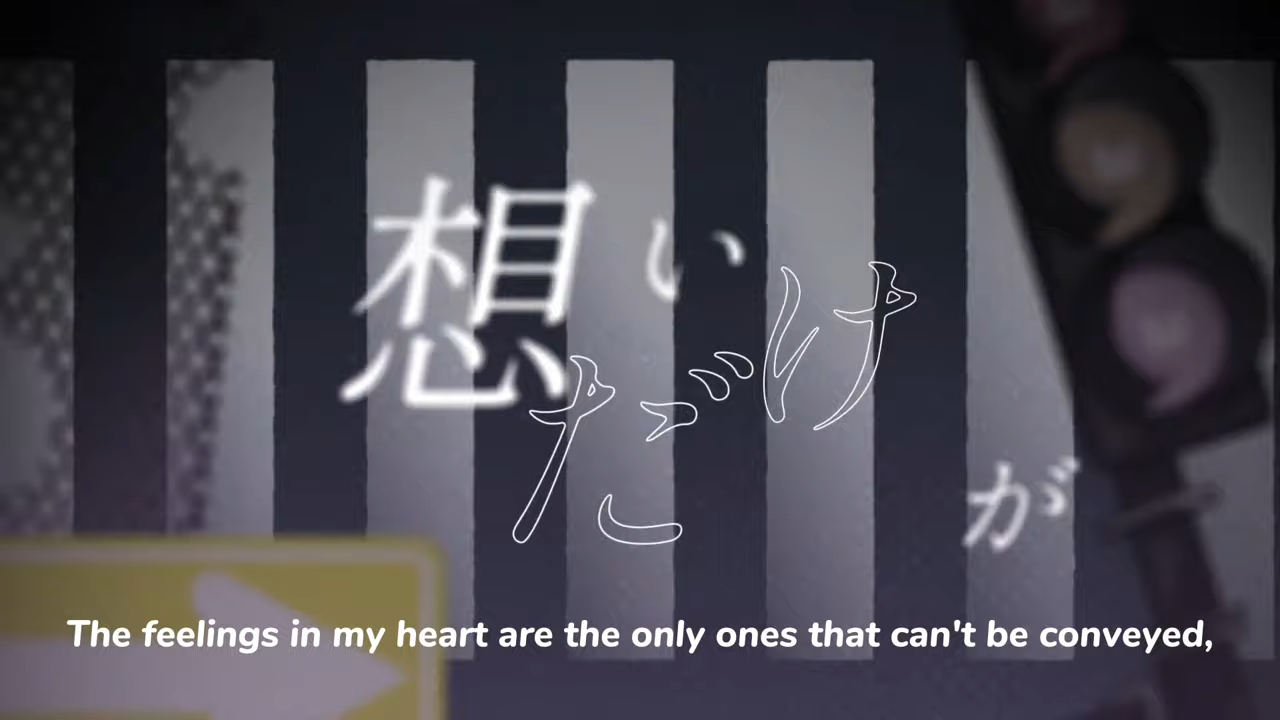 想いだけが
The feelings in my heart are the only ones that can't be conveyed,